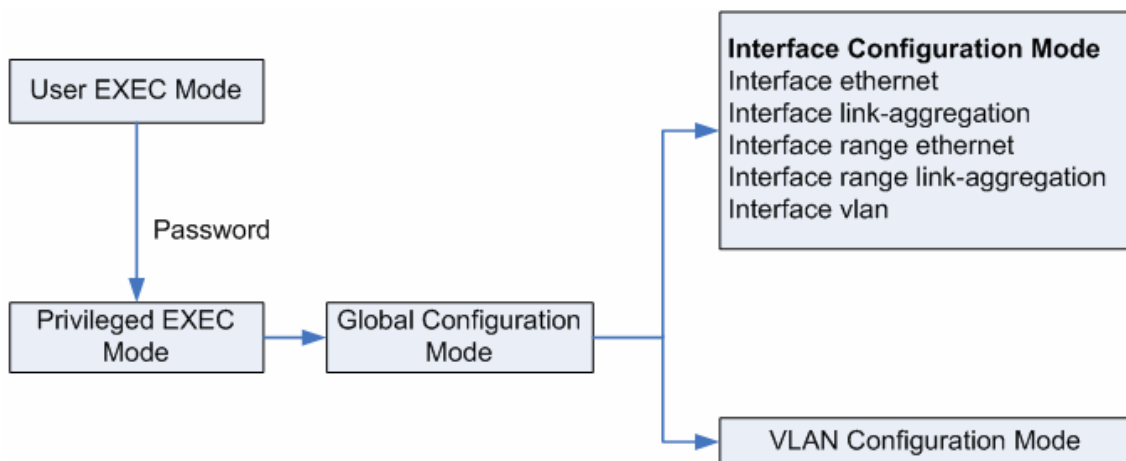 User EXEC Mode
Password
Privileged EXEC
Mode
Global Configuration
Mode
Interface Configuration Mode
Interface ethernet
Interface link-aggregation
Interface range ethernet
Interface range link-aggregation
Interface vlan
VLAN Configuration Mode